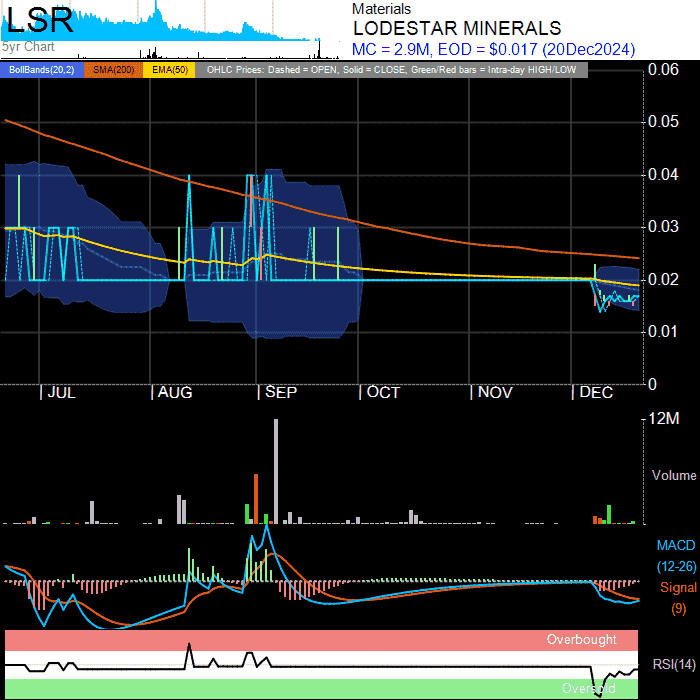 LSR
5yr Chart
Materials
LODESTAR MINERALS
MC = 2.9M, EOD = $0.017 (20Dec2024)
BollBands(20,2) SMA(200) EMA(50) OHLC Prices: Dashed = OPEN, Solid = CLOSE, Green/Red bars = Intra-day HIGH/LOW
0.06
0.05
0.04
0.03
0.02
0.01
0
JUL AUG SEP OCT NOV DEC
12M
Volume
MACD
(12-26)
Signal
(9)
Overbought
RSI(14)
Oversold